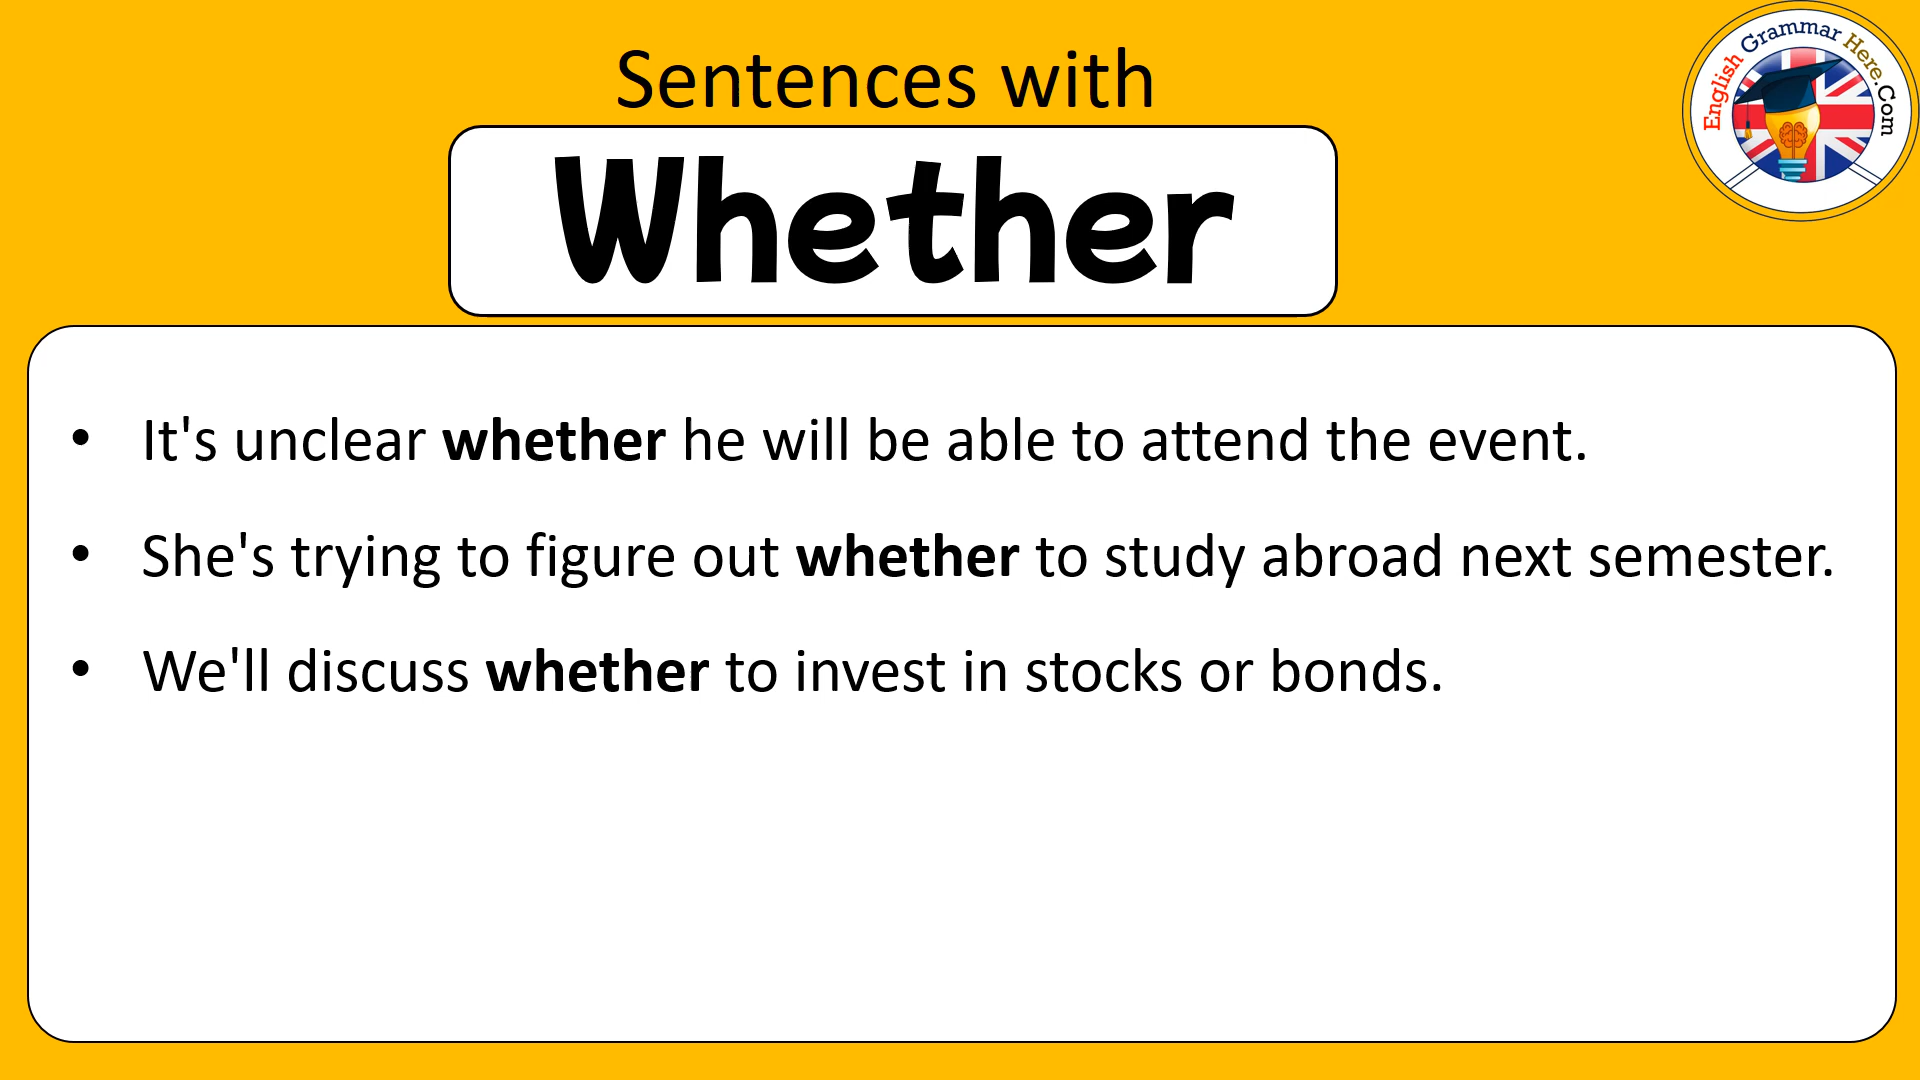 Sentences with
Whether
English Grammar Here.Com
• It's unclear whether he will be able to attend the event.
• She's trying to figure out whether to study abroad next semester.
• We'll discuss whether to invest in stocks or bonds.